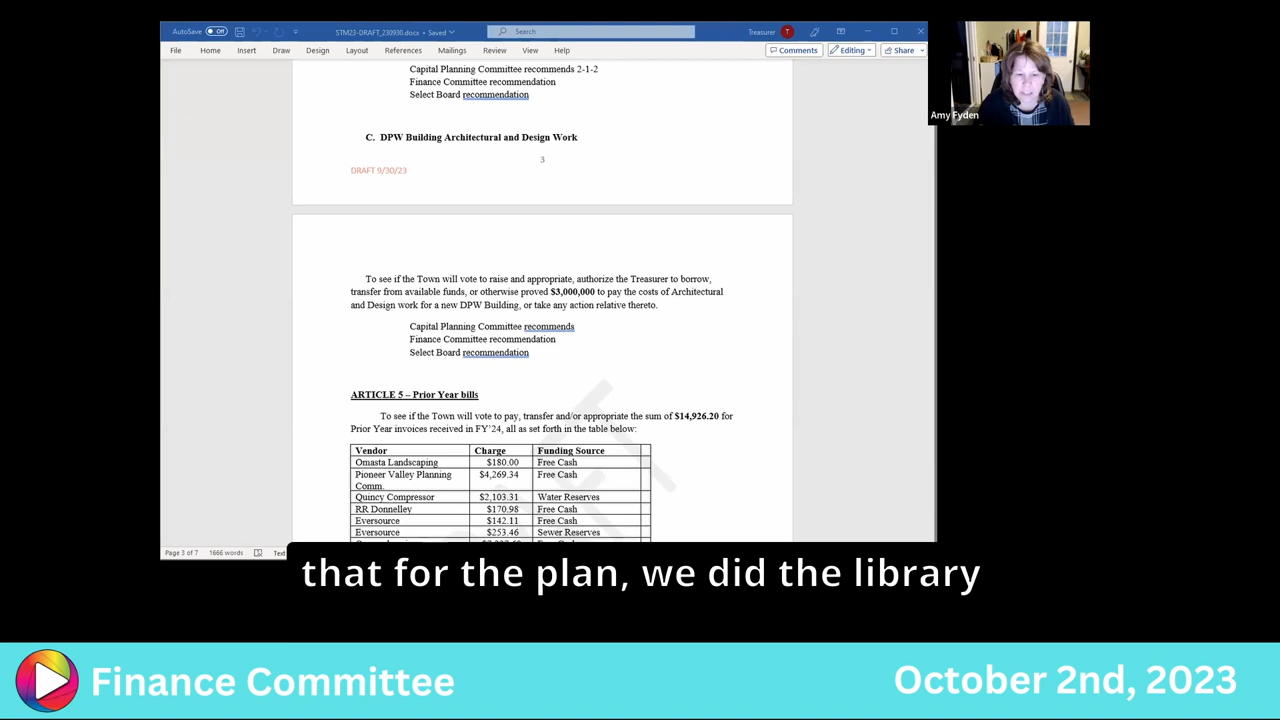 AutoSave Off STM23-DRAFT_230930.docx • Saved Search Treasurer T
File Home Insert Draw Design Layout References Mailings Review View Help Comments Editing Share
Capital Planning Committee recommends 2-1-2
Finance Committee recommendation
Select Board recommendation
Amy Fyden
C. DPW Building Architectural and Design Work
3
DRAFT 9/30/23
To see if the Town will vote to raise and appropriate, authorize the Treasurer to borrow,
transfer from available funds, or otherwise proved $3,000,000 to pay the costs of Architectural
and Design work for a new DPW Building, or take any action relative thereto.
Capital Planning Committee recommends
Finance Committee recommendation
Select Board recommendation
ARTICLE 5 – Prior Year bills
To see if the Town will vote to pay, transfer and/or appropriate the sum of $14,926.20 for
Prior Year invoices received in FY’24, all as set forth in the table below:
Vendor Charge Funding Source
Omasta Landscaping $180.00 Free Cash
Pioneer Valley Planning $4,269.34 Free Cash
Comm.
Quincy Compressor $2,103.31 Water Reserves
RR Donnelley $170.98 Free Cash
Eversource $142.11 Free Cash
Eversource $253.46 Sewer Reserves
Page 3 of 7 1666 words Text
that for the plan, we did the library
Finance Committee October 2nd, 2023